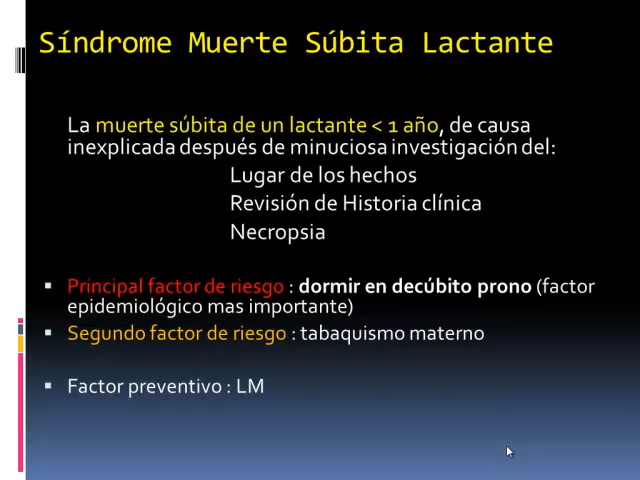 Síndrome Muerte Súbita Lactante
La muerte súbita de un lactante < 1 año, de causa
inexplicada después de minuciosa investigación del:
Lugar de los hechos
Revisión de Historia clínica
Necropsia
▪ Principal factor de riesgo : dormir en decúbito prono (factor
epidemiológico mas importante)
▪ Segundo factor de riesgo : tabaquismo materno
▪ Factor preventivo : LM